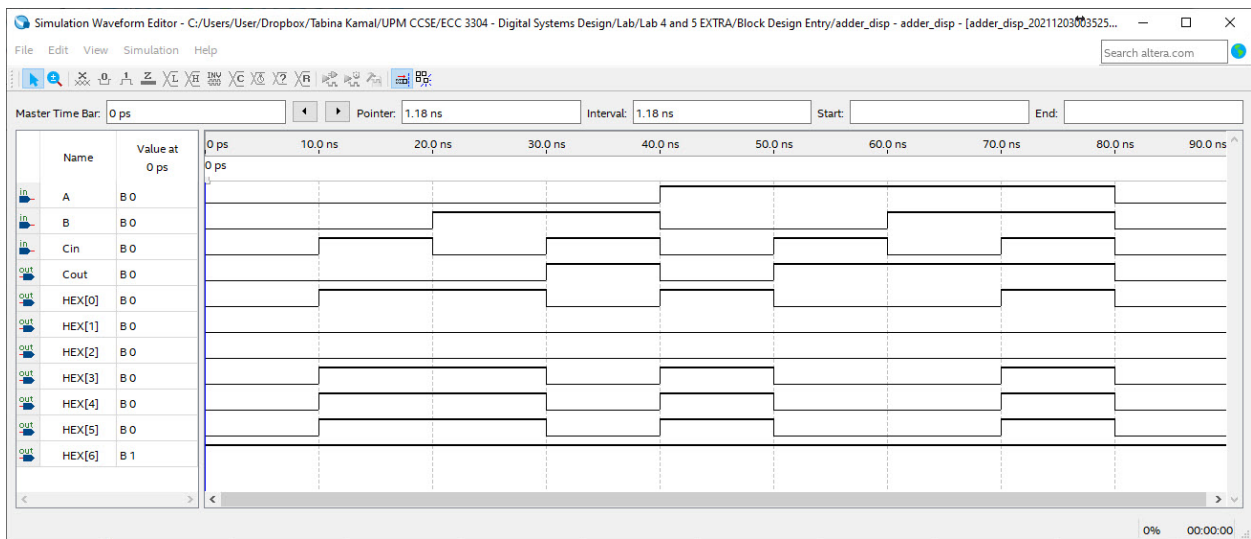 Simulation Waveform Editor - C:/Users/User/Dropbox/Tabina Kamal/UPM CCSE/ECC 3304 - Digital Systems Design/Lab/Lab 4 and 5 EXTRA/Block Design Entry/adder_disp - adder_disp - [adder_disp_20211203003525...
File Edit View Simulation Help
Search altera.com
Master Time Bar: 0 ps Pointer: 1.18 ns Interval: 1.18 ns Start: End:
Name Value at 0 ps
0 ps 10.0 ns 20.0 ns 30.0 ns 40.0 ns 50.0 ns 60.0 ns 70.0 ns 80.0 ns 90.0 ns
0 ps
in A B 0
in B B 0
in Cin B 0
out Cout B 0
out HEX[0] B 0
out HEX[1] B 0
out HEX[2] B 0
out HEX[3] B 0
out HEX[4] B 0
out HEX[5] B 0
out HEX[6] B 1
0% 00:00:00